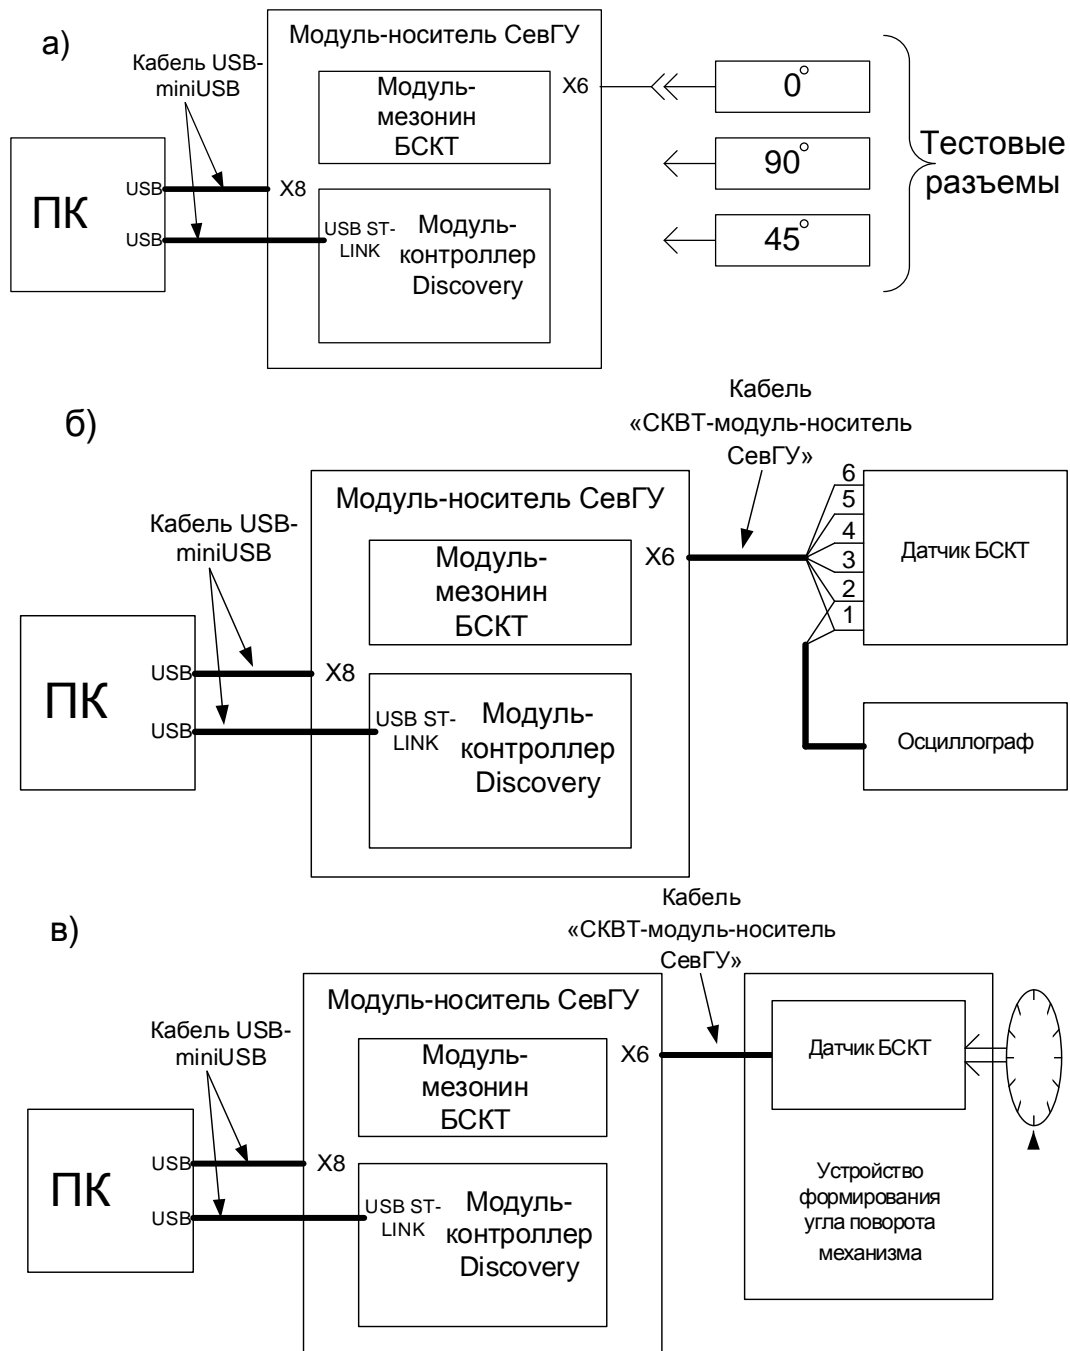 а)
Модуль-носитель СевГУ
Кабель USB-
miniUSB
Модуль-
мезонин
БСКТ
X6
0°
90°
45°
Тестовые
разъемы
ПК
USB
X8
USB
USB ST-
LINK
Модуль-
контроллер
Discovery
б)
Кабель
«СКВТ-модуль-носитель
СевГУ»
Модуль-носитель СевГУ
Кабель USB-
miniUSB
Модуль-
мезонин
БСКТ
X6
6
5
4
3
2
1
Датчик БСКТ
ПК
USB
X8
USB
USB ST-
LINK
Модуль-
контроллер
Discovery
Осциллограф
в)
Кабель
«СКВТ-модуль-носитель
СевГУ»
Модуль-носитель СевГУ
Кабель USB-
miniUSB
Модуль-
мезонин
БСКТ
X6
Датчик БСКТ
ПК
USB
X8
USB
USB ST-
LINK
Модуль-
контроллер
Discovery
Устройство
формирования
угла поворота
механизма